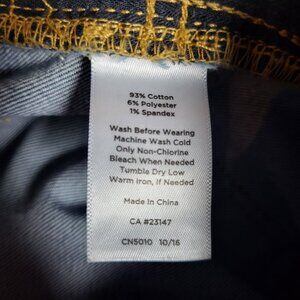 93% Cotton
6% Polyester
1% Spandex
Wash Before Wearing
Machine Wash Cold
Only Non-Chlorine
Bleach When Needed
Tumble Dry Low
Warm Iron, If Needed
Made in China
CA #23147
CN5010 10/16